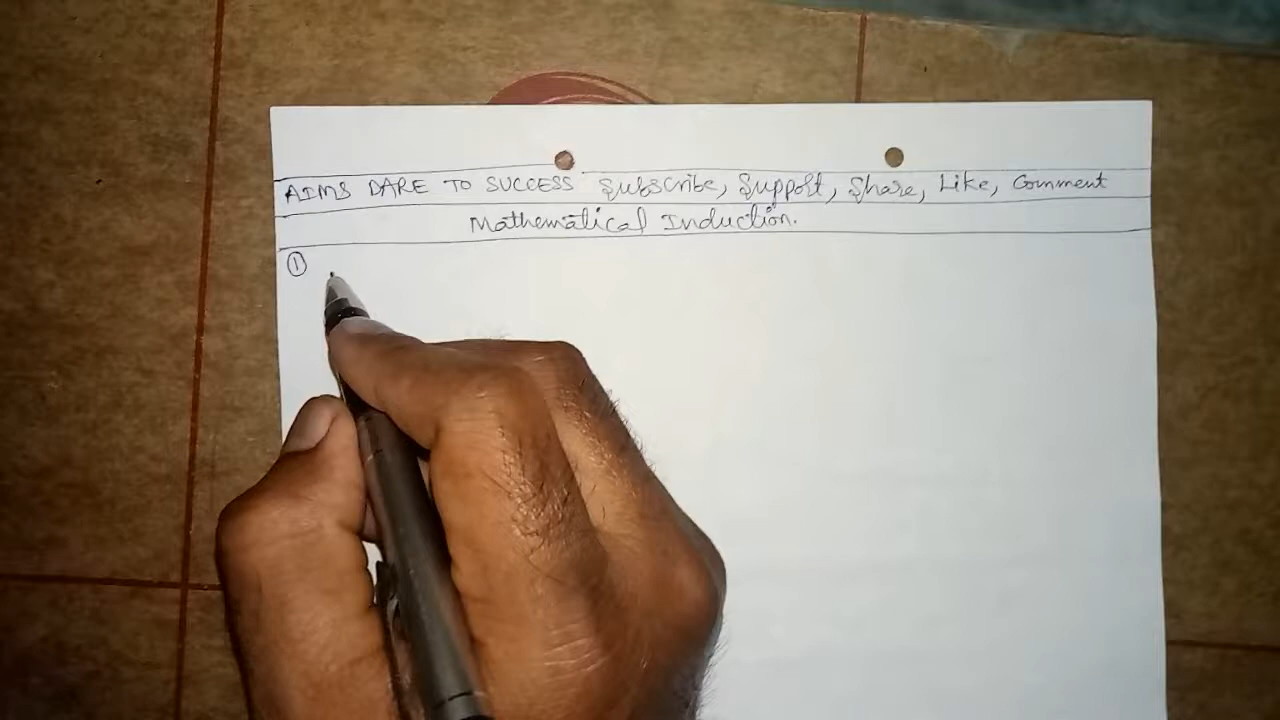 AIMS DARE TO SUCCESS Subscribe, Support, Share, Like, Comment
Mathematical Induction.
①